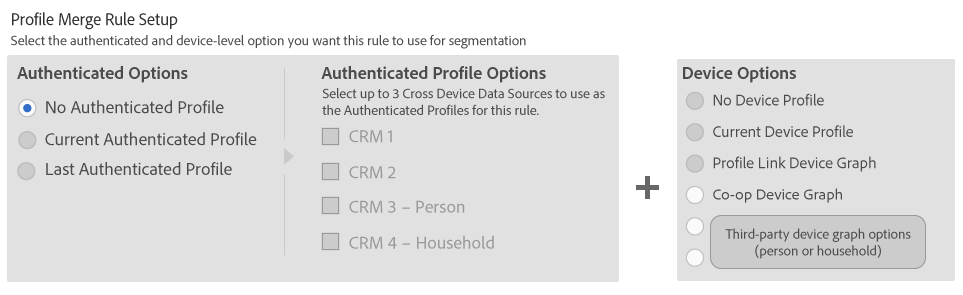 Profile Merge Rule Setup
Select the authenticated and device-level option you want this rule to use for segmentation
Authenticated Options
No Authenticated Profile
Current Authenticated Profile
Last Authenticated Profile
Authenticated Profile Options
Select up to 3 Cross Device Data Sources to use as
the Authenticated Profiles for this rule.
CRM 1
CRM 2
CRM 3 – Person
CRM 4 – Household
+
Device Options
No Device Profile
Current Device Profile
Profile Link Device Graph
Co-op Device Graph
Third-party device graph options
(person or household)